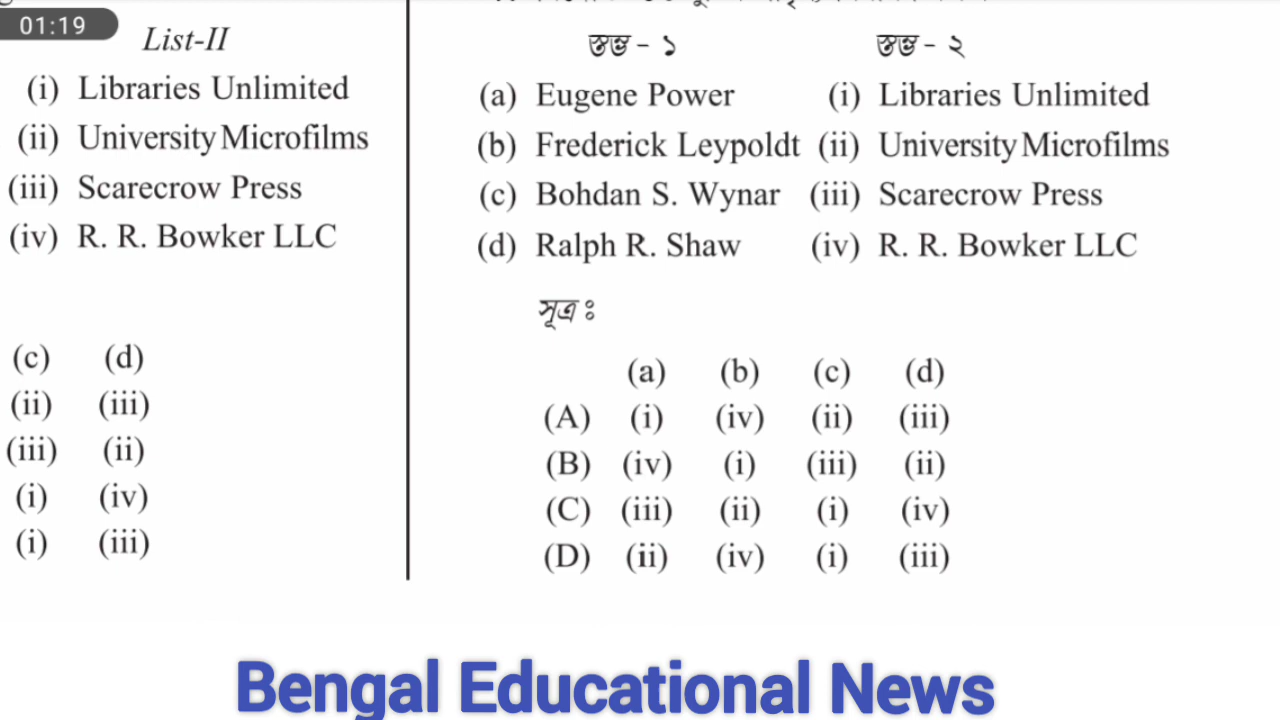 01:19
List-II
(i) Libraries Unlimited
(ii) University Microfilms
(iii) Scarecrow Press
(iv) R. R. Bowker LLC
(c) (d)
(ii) (iii)
(iii) (ii)
(i) (iv)
(i) (iii)
স্তম্ভ - ১ স্তম্ভ - ২
(a) Eugene Power (i) Libraries Unlimited
(b) Frederick Leypoldt (ii) University Microfilms
(c) Bohdan S. Wynar (iii) Scarecrow Press
(d) Ralph R. Shaw (iv) R. R. Bowker LLC
সূত্র ঃ
(a) (b) (c) (d)
(A) (i) (iv) (ii) (iii)
(B) (iv) (i) (iii) (ii)
(C) (iii) (ii) (i) (iv)
(D) (ii) (iv) (i) (iii)
Bengal Educational News